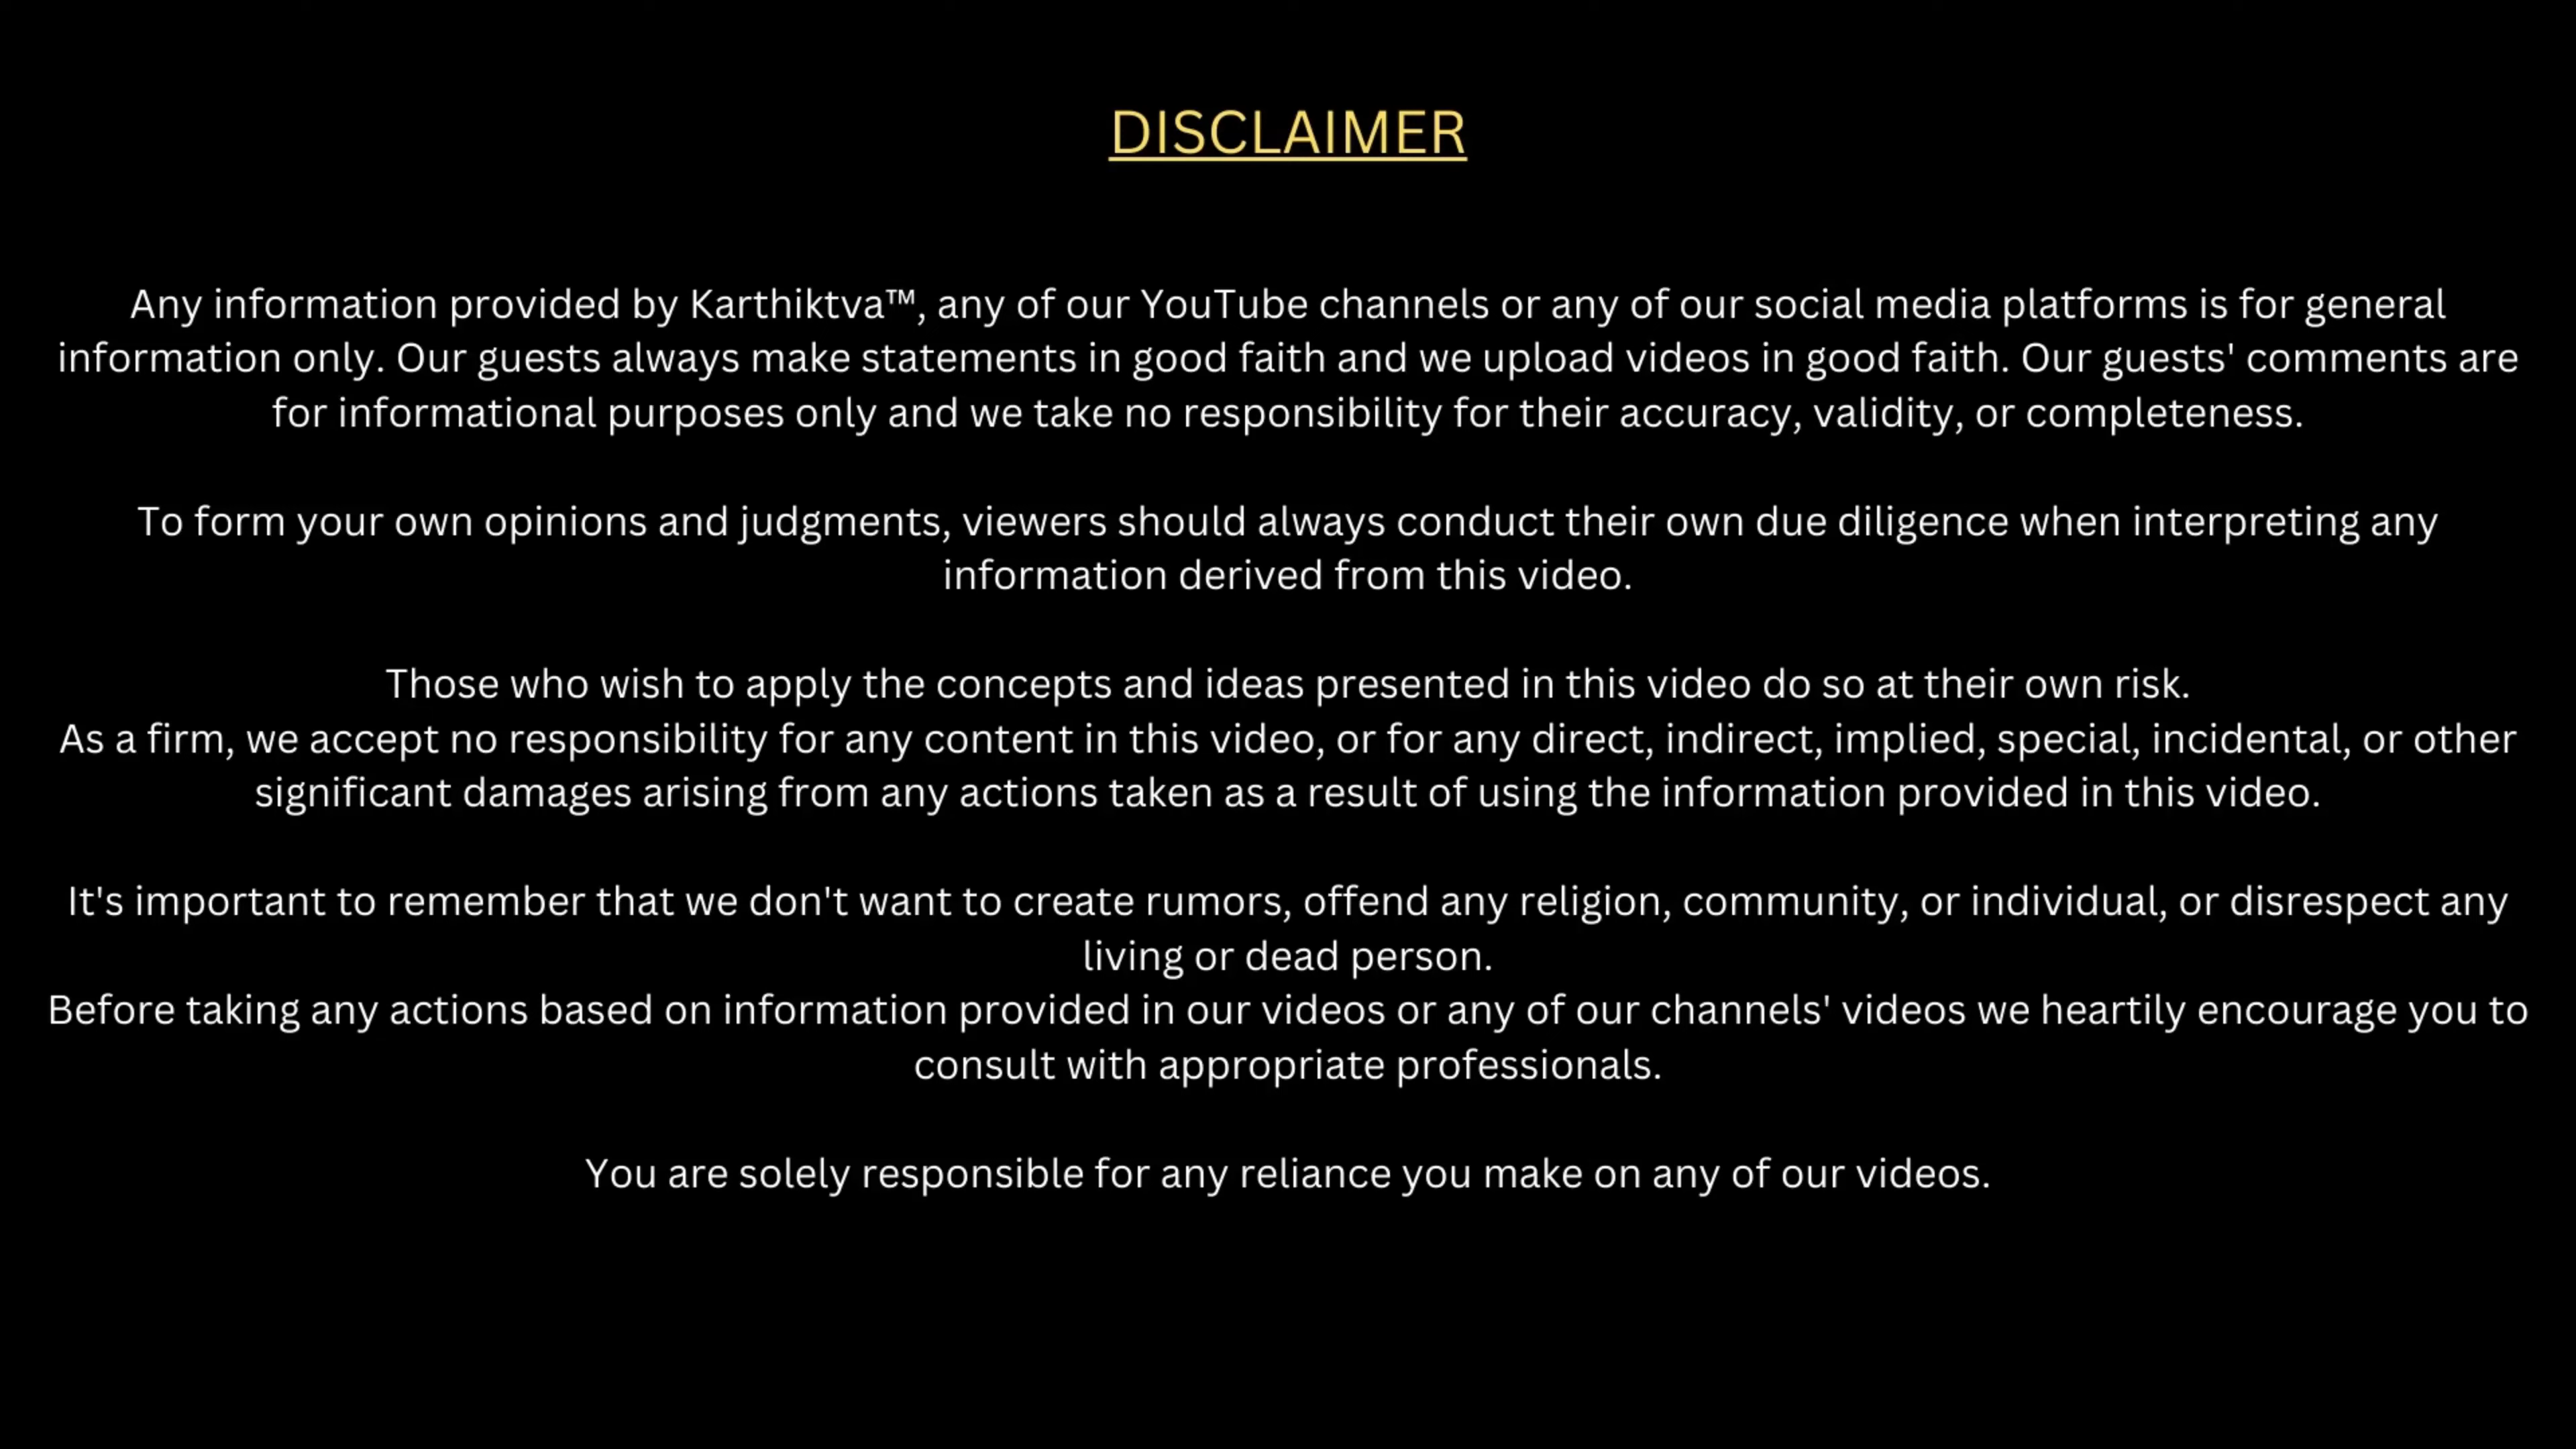 DISCLAIMER
Any information provided by Karthiktva™, any of our YouTube channels or any of our social media platforms is for general
information only. Our guests always make statements in good faith and we upload videos in good faith. Our guests' comments are
for informational purposes only and we take no responsibility for their accuracy, validity, or completeness.
To form your own opinions and judgments, viewers should always conduct their own due diligence when interpreting any
information derived from this video.
Those who wish to apply the concepts and ideas presented in this video do so at their own risk.
As a firm, we accept no responsibility for any content in this video, or for any direct, indirect, implied, special, incidental, or other
significant damages arising from any actions taken as a result of using the information provided in this video.
It's important to remember that we don't want to create rumors, offend any religion, community, or individual, or disrespect any
living or dead person.
Before taking any actions based on information provided in our videos or any of our channels' videos we heartily encourage you to
consult with appropriate professionals.
You are solely responsible for any reliance you make on any of our videos.